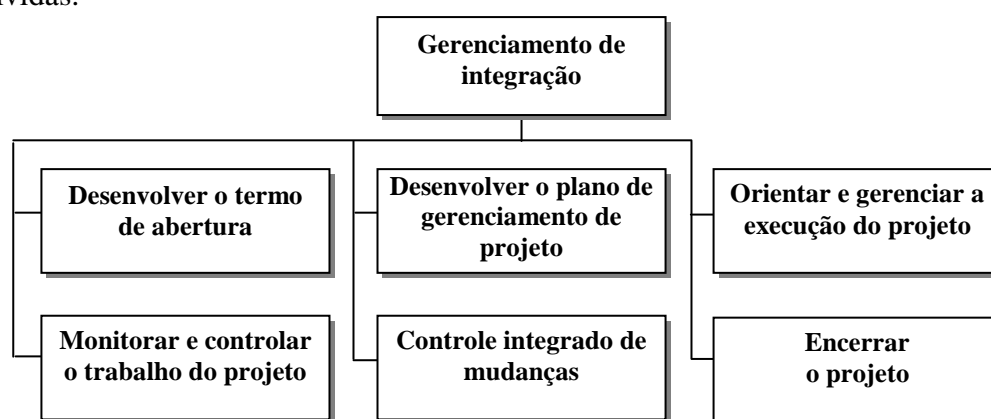 Gerenciamento de
integração
Desenvolver o termo
de abertura
Desenvolver o plano de
gerenciamento de
projeto
Orientar e gerenciar a
execução do projeto
Monitorar e controlar
o trabalho do projeto
Controle integrado de
mudanças
Encerrar
o projeto